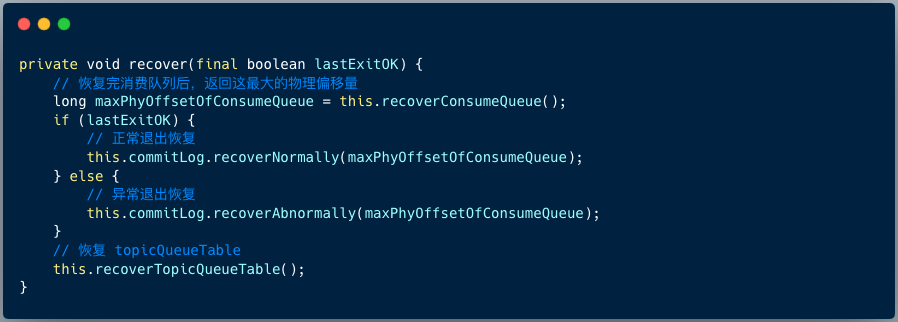 private void recover(final boolean lastExitOK) {
    // 恢复完消费队列后，返回这最大的物理偏移量
    long maxPhyOffsetOfConsumeQueue = this.recoverConsumeQueue();
    if (lastExitOK) {
        // 正常退出恢复
        this.commitLog.recoverNormally(maxPhyOffsetOfConsumeQueue);
    } else {
        // 异常退出恢复
        this.commitLog.recoverAbnormally(maxPhyOffsetOfConsumeQueue);
    }
    // 恢复 topicQueueTable
    this.recoverTopicQueueTable();
}